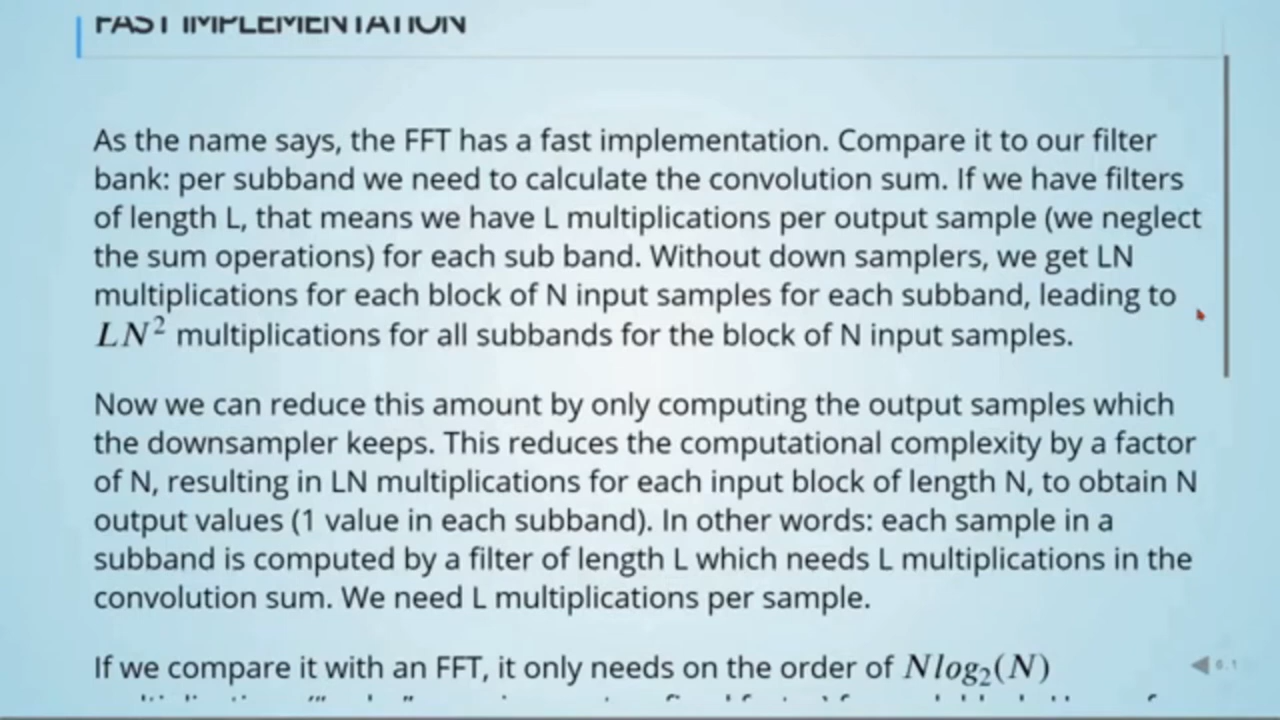 FAST IMPLEMENTATION
As the name says, the FFT has a fast implementation. Compare it to our filter
bank: per subband we need to calculate the convolution sum. If we have filters
of length L, that means we have L multiplications per output sample (we neglect
the sum operations) for each sub band. Without down samplers, we get LN
multiplications for each block of N input samples for each subband, leading to
LN² multiplications for all subbands for the block of N input samples.
Now we can reduce this amount by only computing the output samples which
the downsampler keeps. This reduces the computational complexity by a factor
of N, resulting in LN multiplications for each input block of length N, to obtain N
output values (1 value in each subband). In other words: each sample in a
subband is computed by a filter of length L which needs L multiplications in the
convolution sum. We need L multiplications per sample.
If we compare it with an FFT, it only needs on the order of Nlog₂(N)
6.1